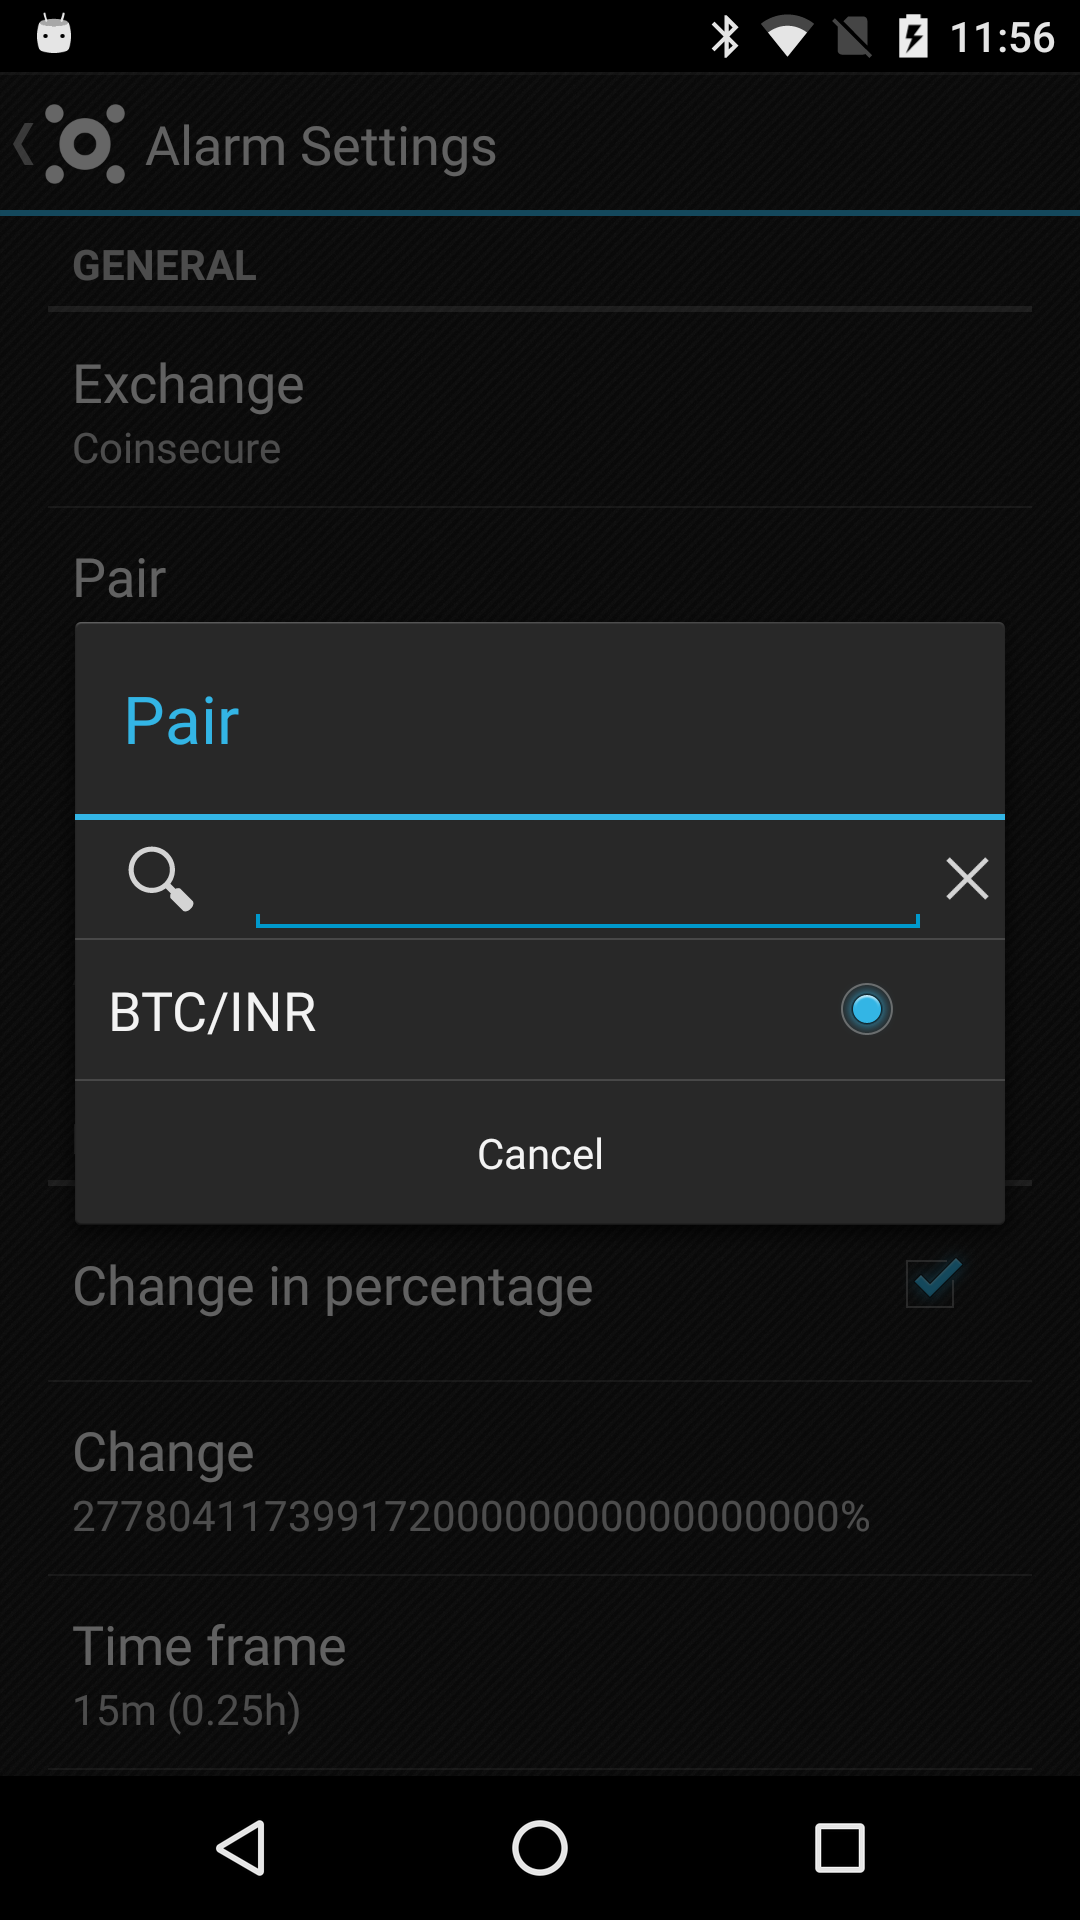 11:56
Alarm Settings
GENERAL
Exchange
Coinsecure
Pair
Pair
BTC/INR
Cancel
Change in percentage
Change
277804117399172000000000000000000%
Time frame
15m (0.25h)